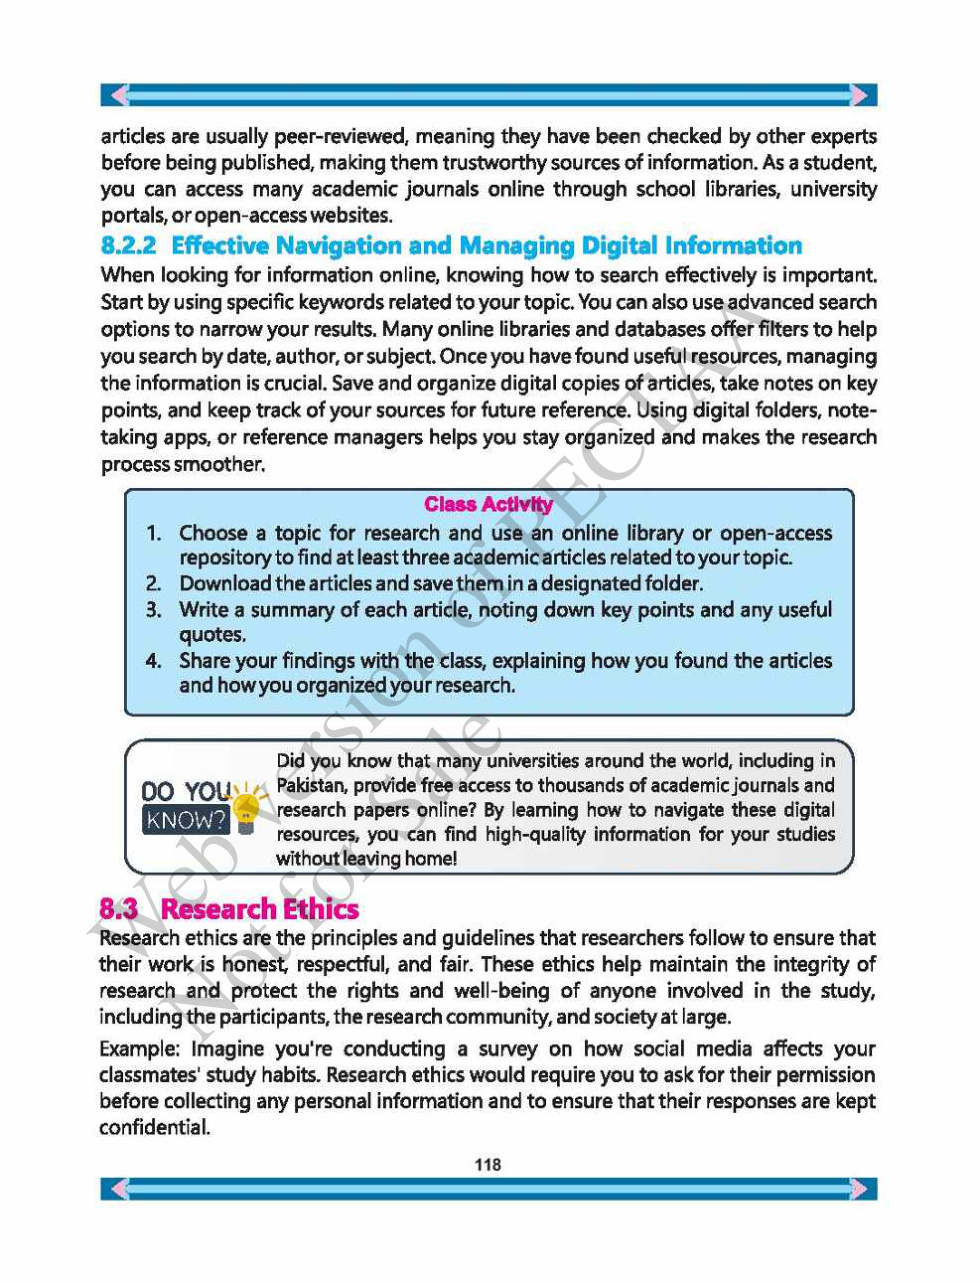 articles are usually peer-reviewed, meaning they have been checked by other experts
before being published, making them trustworthy sources of information. As a student,
you can access many academic journals online through school libraries, university
portals, or open-access websites.
8.2.2 Effective Navigation and Managing Digital Information
When looking for information online, knowing how to search effectively is important.
Start by using specific keywords related to your topic. You can also use advanced search
options to narrow your results. Many online libraries and databases offer filters to help
you search by date, author, or subject. Once you have found useful resources, managing
the information is crucial. Save and organize digital copies of articles, take notes on key
points, and keep track of your sources for future reference. Using digital folders, note-
taking apps, or reference managers helps you stay organized and makes the research
process smoother.
Class Activity
1. Choose a topic for research and use an online library or open-access
repository to find at least three academic articles related to your topic.
2. Download the articles and save them in a designated folder.
3. Write a summary of each article, noting down key points and any useful
quotes.
4. Share your findings with the class, explaining how you found the articles
and how you organized your research.
DO YOU
KNOW?
Did you know that many universities around the world, including in
Pakistan, provide free access to thousands of academic journals and
research papers online? By learning how to navigate these digital
resources, you can find high-quality information for your studies
without leaving home!
8.3 Research Ethics
Research ethics are the principles and guidelines that researchers follow to ensure that
their work is honest, respectful, and fair. These ethics help maintain the integrity of
research and protect the rights and well-being of anyone involved in the study,
including the participants, the research community, and society at large.
Example: Imagine you're conducting a survey on how social media affects your
classmates' study habits. Research ethics would require you to ask for their permission
before collecting any personal information and to ensure that their responses are kept
confidential.
118
Web version of PECTAA
Not for Sale